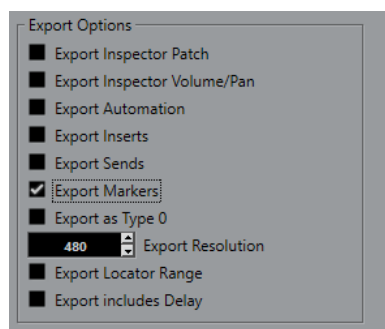 Export Options
Export Inspector Patch
Export Inspector Volume/Pan
Export Automation
Export Inserts
Export Sends
Export Markers
Export as Type 0
480 Export Resolution
Export Locator Range
Export includes Delay